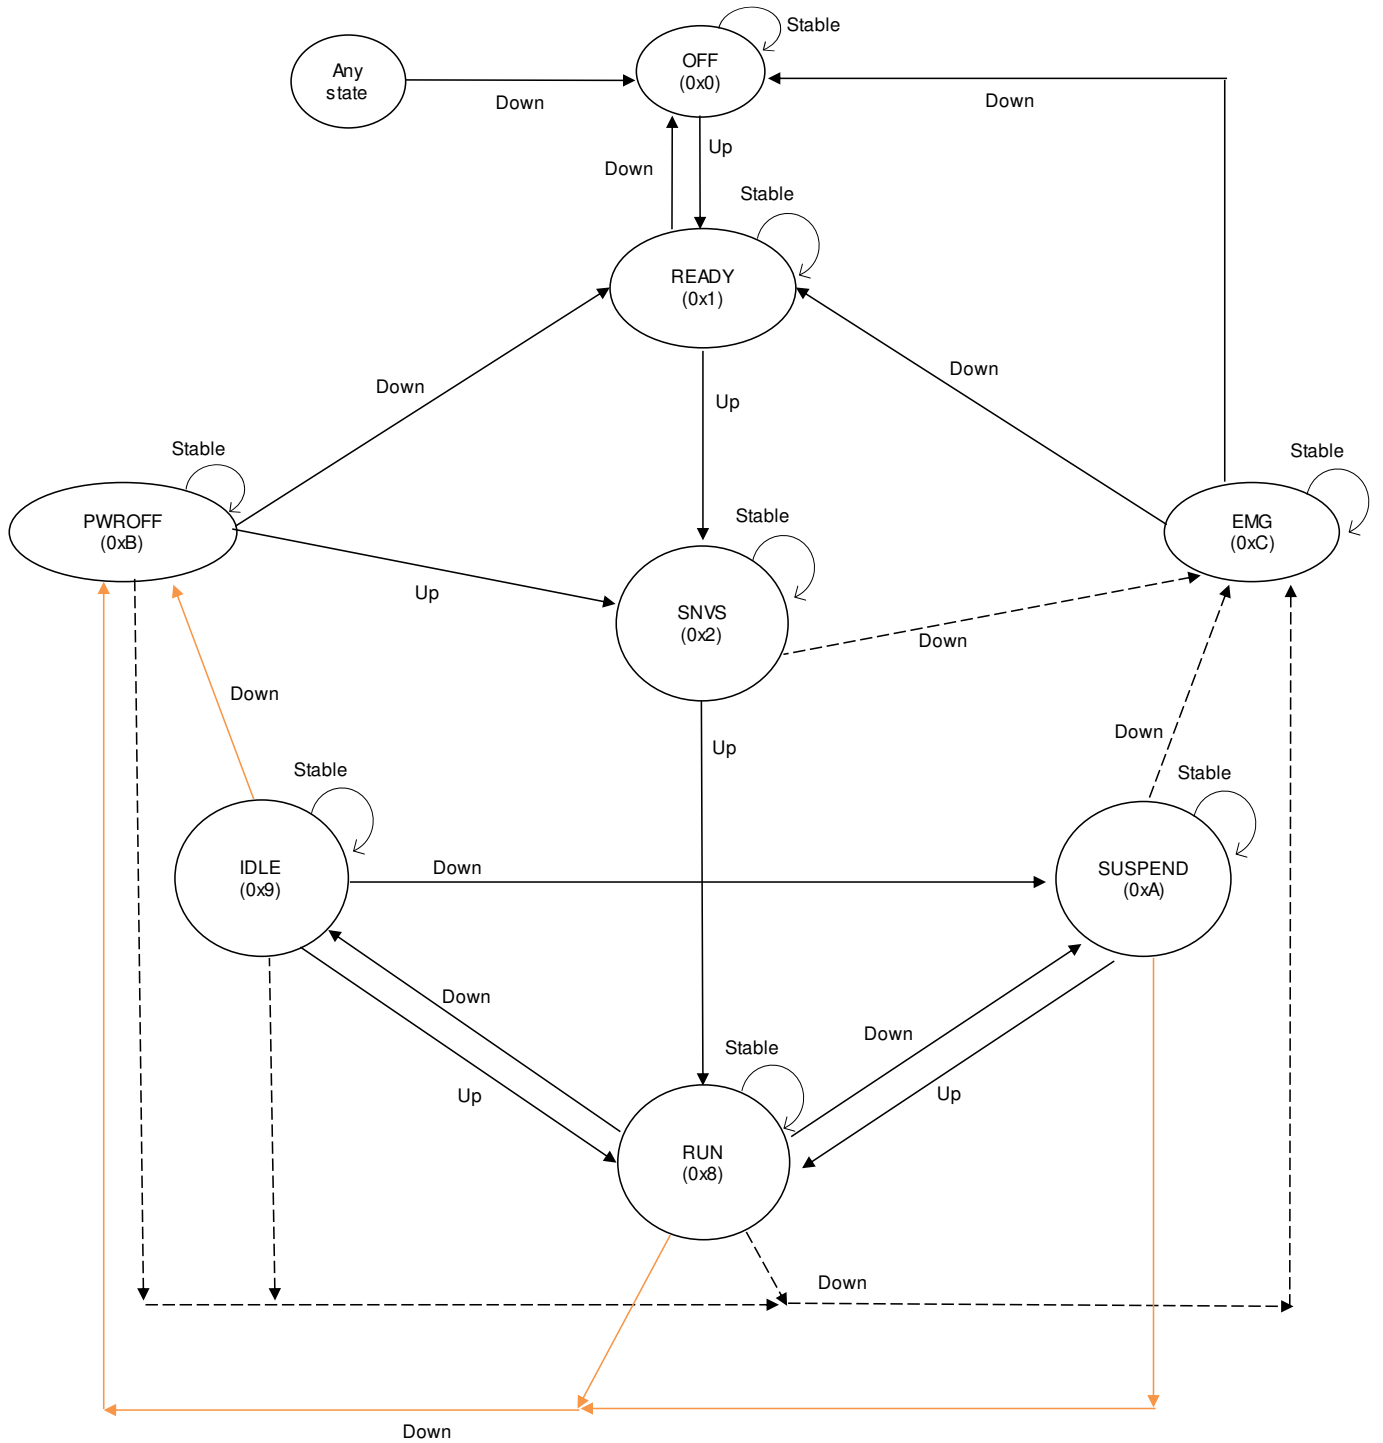 Stable
OFF
(0x0)
Any
state
Down
Down
Up
Down
Stable
READY
(0x1)
Down
Down
Up
Stable
Stable
Stable
PWROFF
(0xB)
EMG
(0xC)
Up
SNVS
(0x2)
Down
Down
Down
Up
Stable
Stable
IDLE
(0x9)
Down
SUSPEND
(0xA)
Down
Down
Stable
Up
Up
RUN
(0x8)
Down
Down